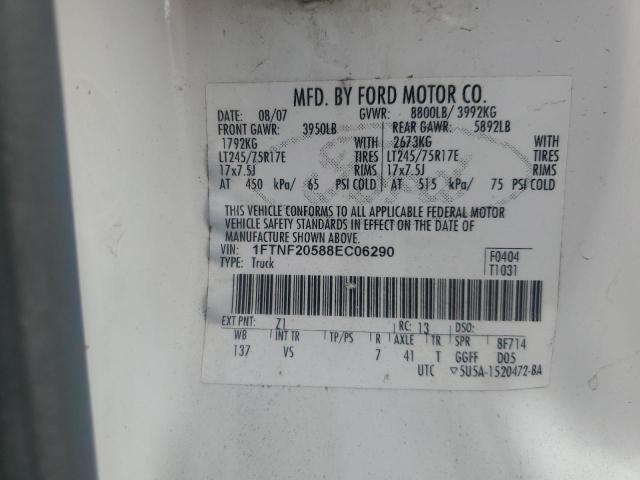 MFD. BY FORD MOTOR CO.
DATE: 08/07 GVWR: 8800LB/ 3992KG
FRONT GAWR: 3950LB REAR GAWR: 5892LB
1792KG WITH 2673KG WITH
LT245/75R17E TIRES LT245/75R17E TIRES
17x7.5J RIMS 17x7.5J RIMS
AT 450 kPa/ 65 PSI COLD AT 515 kPa/ 75 PSI COLD
THIS VEHICLE CONFORMS TO ALL APPLICABLE FEDERAL MOTOR
VEHICLE SAFETY STANDARDS IN EFFECT ON THE DATE OF
MANUFACTURE SHOWN ABOVE.
VIN: 1FTNF20588EC06290 F0404
TYPE: Truck T1031
EXT PNT: Z1 RC: 13 DSO:
WB INT TR TP/PS R AXLE TR SPR 8F714
137 VS 7 41 T GGFF D05
UTC 5U5A-1520472-BA